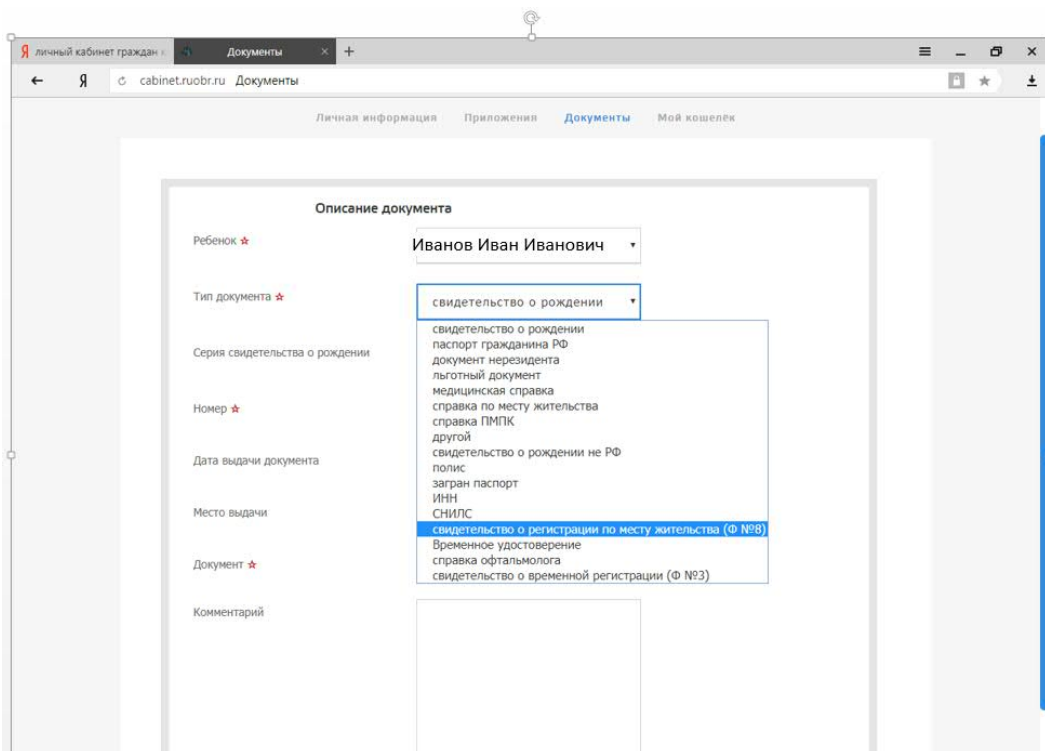 Я личный кабинет граждан к
Документы
cabinet.ruobr.ru Документы
Личная информация Приложения Документы Мой кошелёк
Описание документа
Ребенок
Иванов Иван Иванович
Тип документа
свидетельство о рождении
свидетельство о рождении
паспорт гражданина РФ
документ нерезидента
льготный документ
медицинская справка
справка по месту жительства
справка ПМПК
другой
свидетельство о рождении не РФ
полис
загран паспорт
ИНН
СНИЛС
свидетельство о регистрации по месту жительства (Ф №8)
Временное удостоверение
справка офтальмолога
свидетельство о временной регистрации (Ф №3)
Серия свидетельства о рождении
Номер
Дата выдачи документа
Место выдачи
Документ
Комментарий